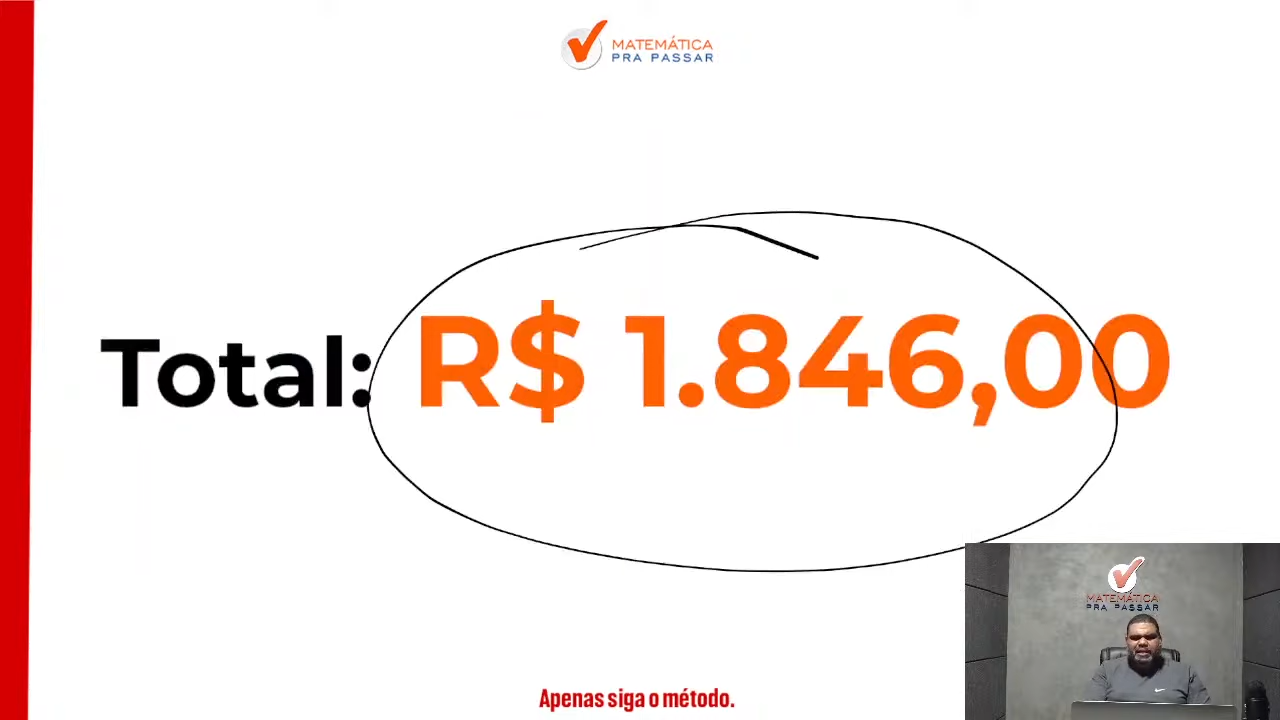 MATEMÁTICA
PRA PASSAR
Total: R$ 1.846,00
MATEMÁTICA
PRA PASSAR
Apenas siga o método.